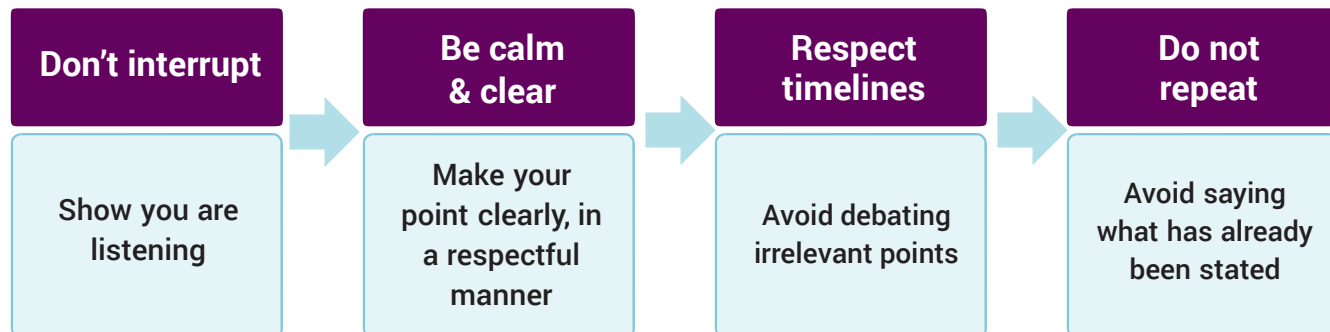 Don’t interrupt
Show you are
listening
Be calm
& clear
Make your
point clearly, in
a respectful
manner
Respect
timelines
Avoid debating
irrelevant points
Do not
repeat
Avoid saying
what has already
been stated